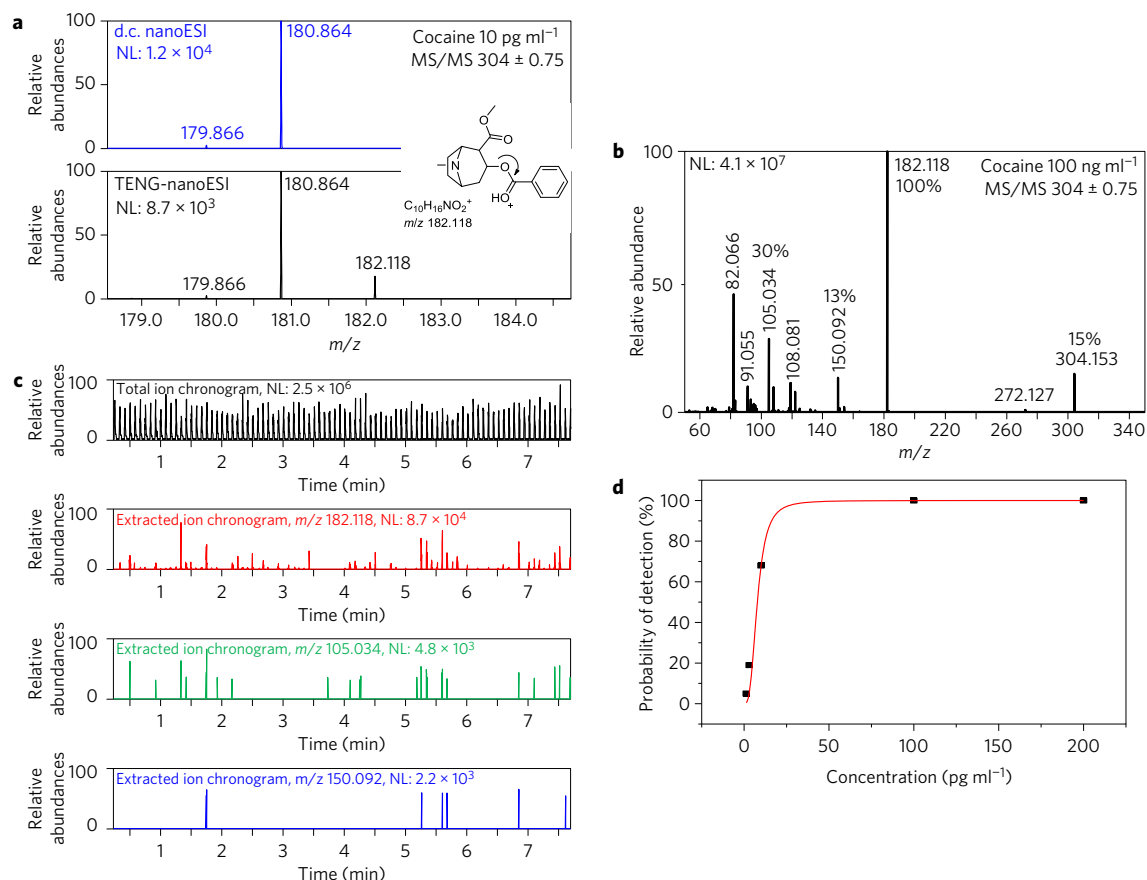 a
100
50
0
Relative
abundances
d.c. nanoESI
NL: 1.2 × 10⁴
180.864
179.866
Cocaine 10 pg ml⁻¹
MS/MS 304 ± 0.75
100
50
0
Relative
abundances
TENG-nanoESI
NL: 8.7 × 10³
180.864
179.866
182.118
O
O
N
O
HO
+
C₁₀H₁₆NO₂⁺
m/z 182.118
179.0 180.0 181.0 182.0 183.0 184.0
m/z
b
100
50
0
Relative abundance
NL: 4.1 × 10⁷
182.118
100%
Cocaine 100 ng ml⁻¹
MS/MS 304 ± 0.75
82.066
91.055
30%
105.034
108.081
13%
150.092
272.127
15%
304.153
60 100 140 180 220 260 300 340
m/z
c
100
0
Relative
abundances
Total ion chronogram, NL: 2.5 × 10⁶
1 2 3 4 5 6 7
Time (min)
100
0
Relative
abundances
Extracted ion chronogram, m/z 182.118, NL: 8.7 × 10⁴
1 2 3 4 5 6 7
Time (min)
100
0
Relative
abundances
Extracted ion chronogram, m/z 105.034, NL: 4.8 × 10³
1 2 3 4 5 6 7
Time (min)
100
0
Relative
abundances
Extracted ion chronogram, m/z 150.092, NL: 2.2 × 10³
1 2 3 4 5 6 7
Time (min)
d
100
80
60
40
20
0
Probability of detection (%)
0 50 100 150 200
Concentration (pg ml⁻¹)